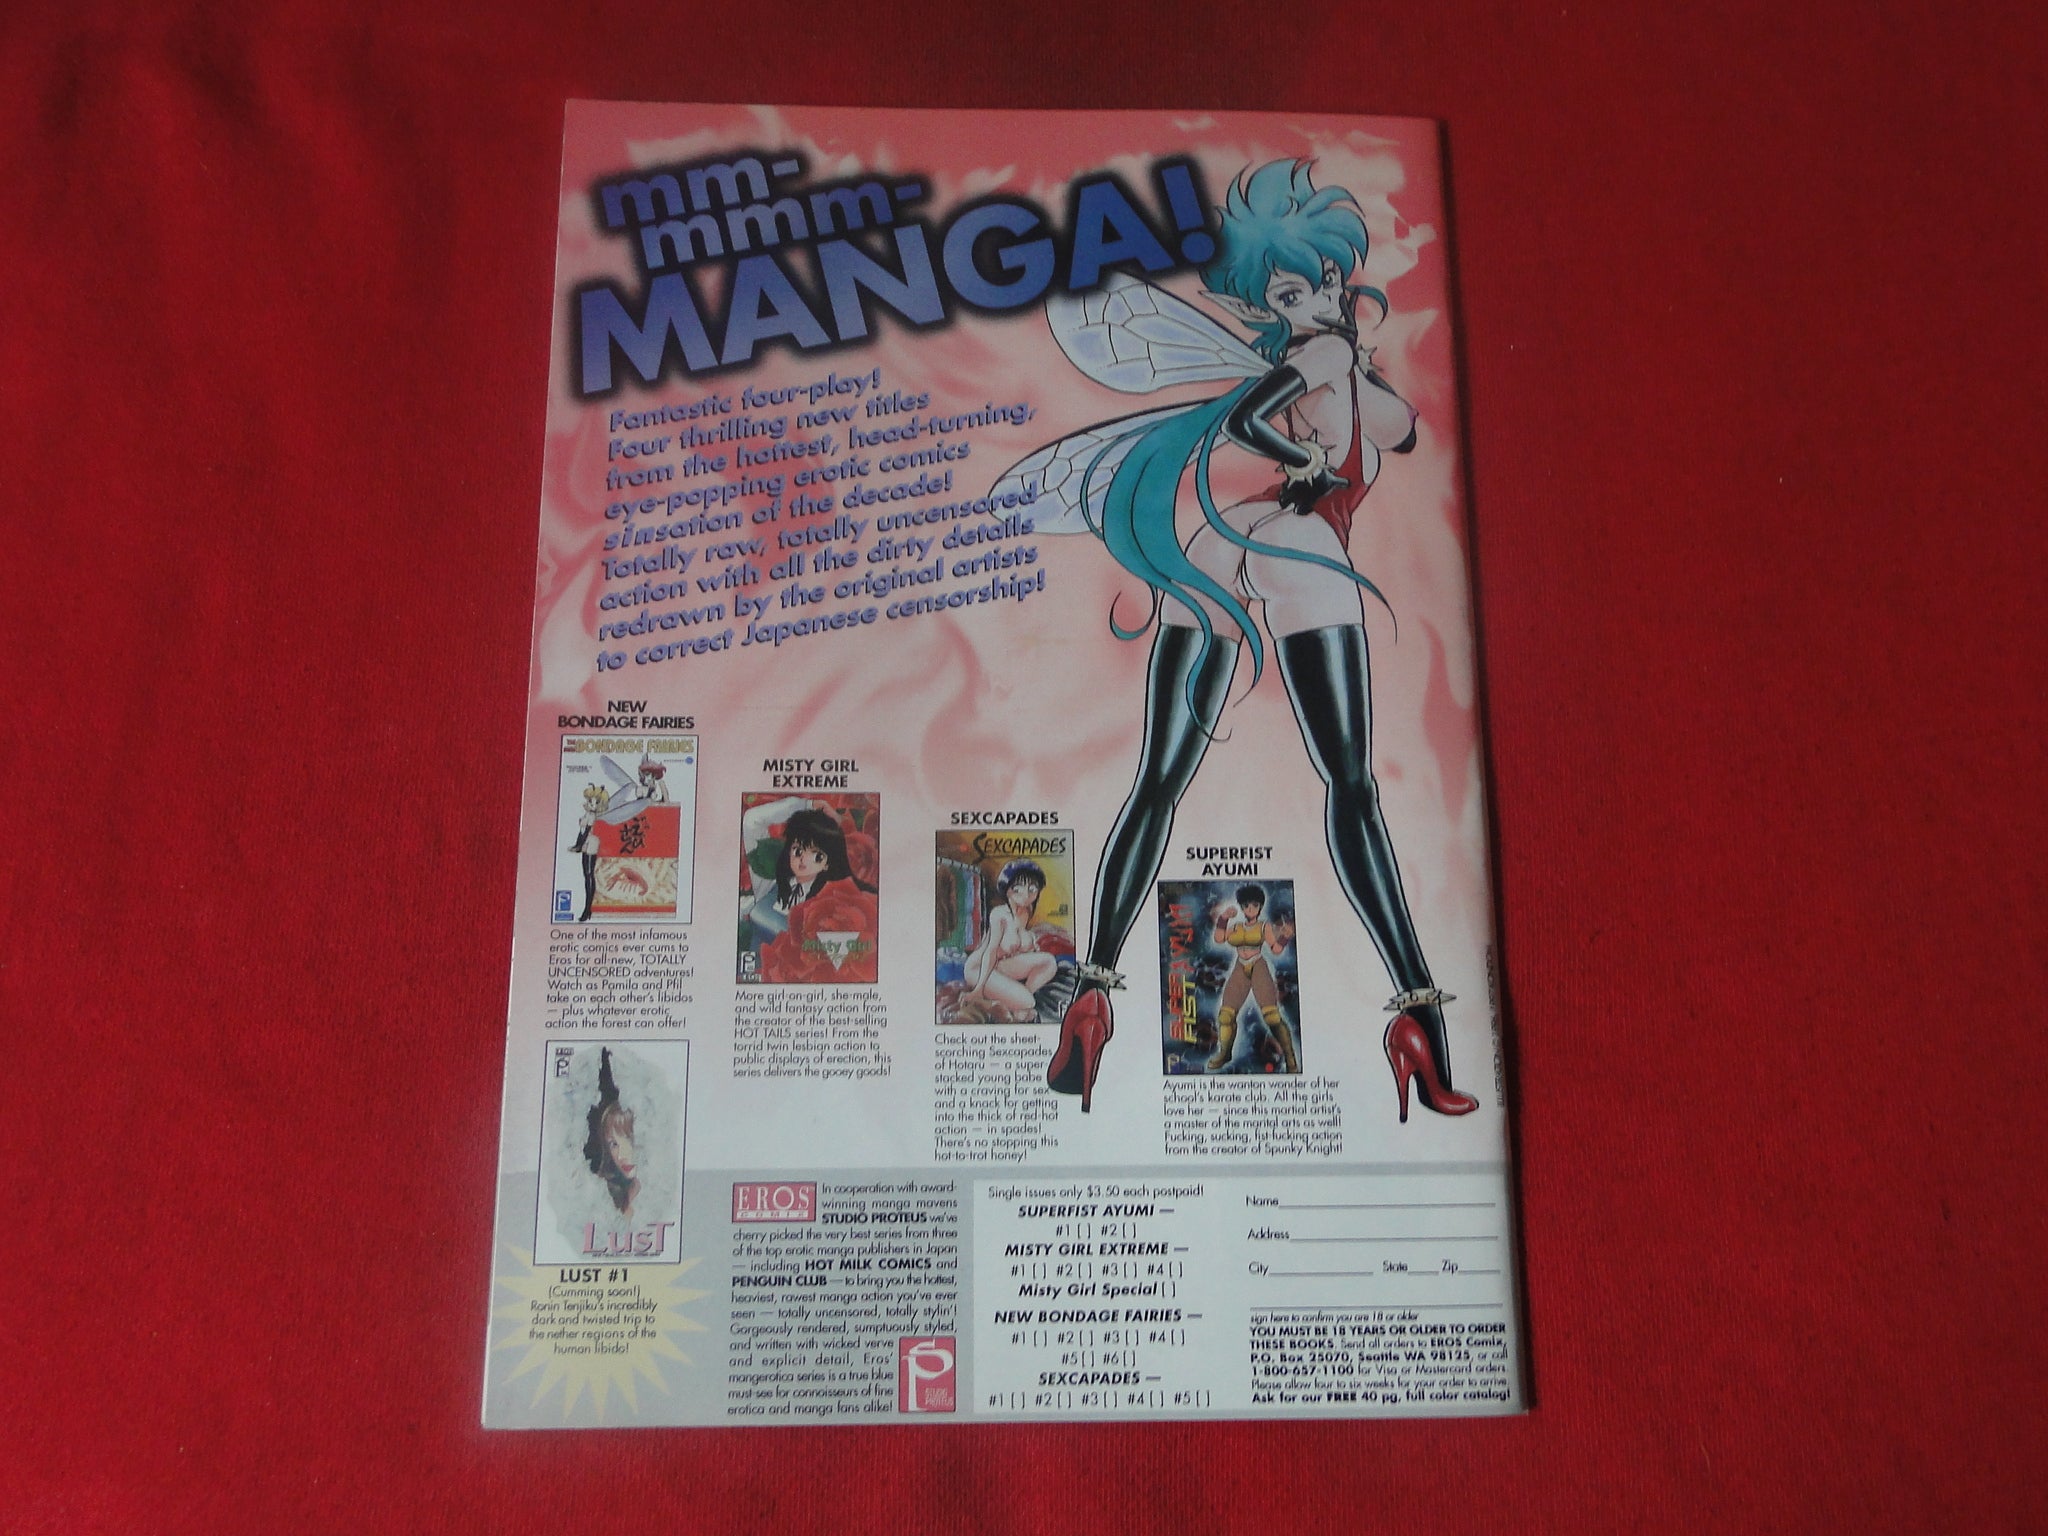 mm-
mmm-
MANGA!
Fantastic four-play!
Four thrilling new titles
from the hottest, head-turning,
eye-popping erotic comics
sinsation of the decade!
Totally raw, totally uncensored
action with all the dirty details
redrawn by the original artists
to correct Japanese censorship!
NEW
BONDAGE FAIRIES
BONDAGE FAIRIES
One of the most infamous
erotic comics ever cums to
Eros for all-new, TOTALLY
UNCENSORED adventures!
Watch as Pamila and Pfil
take on each other's libidos
— plus whatever erotic
action the forest can offer!
MISTY GIRL
EXTREME
Misty Girl
More girl-on-girl, she-male,
and wild fantasy action from
the creator of the best-selling
HOT TAILS series! From the
torrid twin lesbian action to
public displays of erection, this
series delivers the gooey goods!
SEXCAPADES
SEXCAPADES
Check out the sheet-
scorching Sexcapades
of Hotaru — a super-
stacked young babe
with a craving for sex
and a knack for getting
into the thick of red-hot
action — in spades!
There's no stopping this
hot-to-trot honey!
SUPERFIST
AYUMI
SUPER FIST AYUMI
Ayumi is the wanton wonder of her
school's karate club. All the girls
love her — since this martial artist's
a master of the marital arts as well!
Fucking, sucking, fist-fucking action
from the creator of Spunky Knight!
LUST
LUST #1
(Cumming soon!)
Ronin Tenjiku's incredibly
dark and twisted trip to
the nether regions of the
human libido!
EROS
COMIX
In cooperation with award-
winning manga mavens
STUDIO PROTEUS we've
cherry picked the very best series from three
of the top erotic manga publishers in Japan
— including HOT MILK COMICS and
PENGUIN CLUB — to bring you the hottest,
heaviest, rawest manga action you've ever
seen — totally uncensored, totally stylin'!
Gorgeously rendered, sumptuously styled,
and written with wicked verve
and explicit detail, Eros'
mangerotica series is a true blue
must-see for connoisseurs of fine
erotica and manga fans alike!
STUDIO
PROTEUS
Single issues only $3.50 each postpaid!
SUPERFIST AYUMI —
#1 [ ] #2 [ ]
MISTY GIRL EXTREME —
#1 [ ] #2 [ ] #3 [ ] #4 [ ]
Misty Girl Special [ ]
NEW BONDAGE FAIRIES —
#1 [ ] #2 [ ] #3 [ ] #4 [ ]
#5 [ ] #6 [ ]
SEXCAPADES —
#1 [ ] #2 [ ] #3 [ ] #4 [ ] #5 [ ]
Name
Address
City State Zip
sign here to confirm you are 18 or older
YOU MUST BE 18 YEARS OR OLDER TO ORDER
THESE BOOKS. Send all orders to EROS Comix,
P.O. Box 25070, Seattle WA 98125, or call
1-800-657-1100 for Visa or Mastercard orders.
Please allow four to six weeks for your order to arrive.
Ask for our FREE 40 pg, full color catalog!